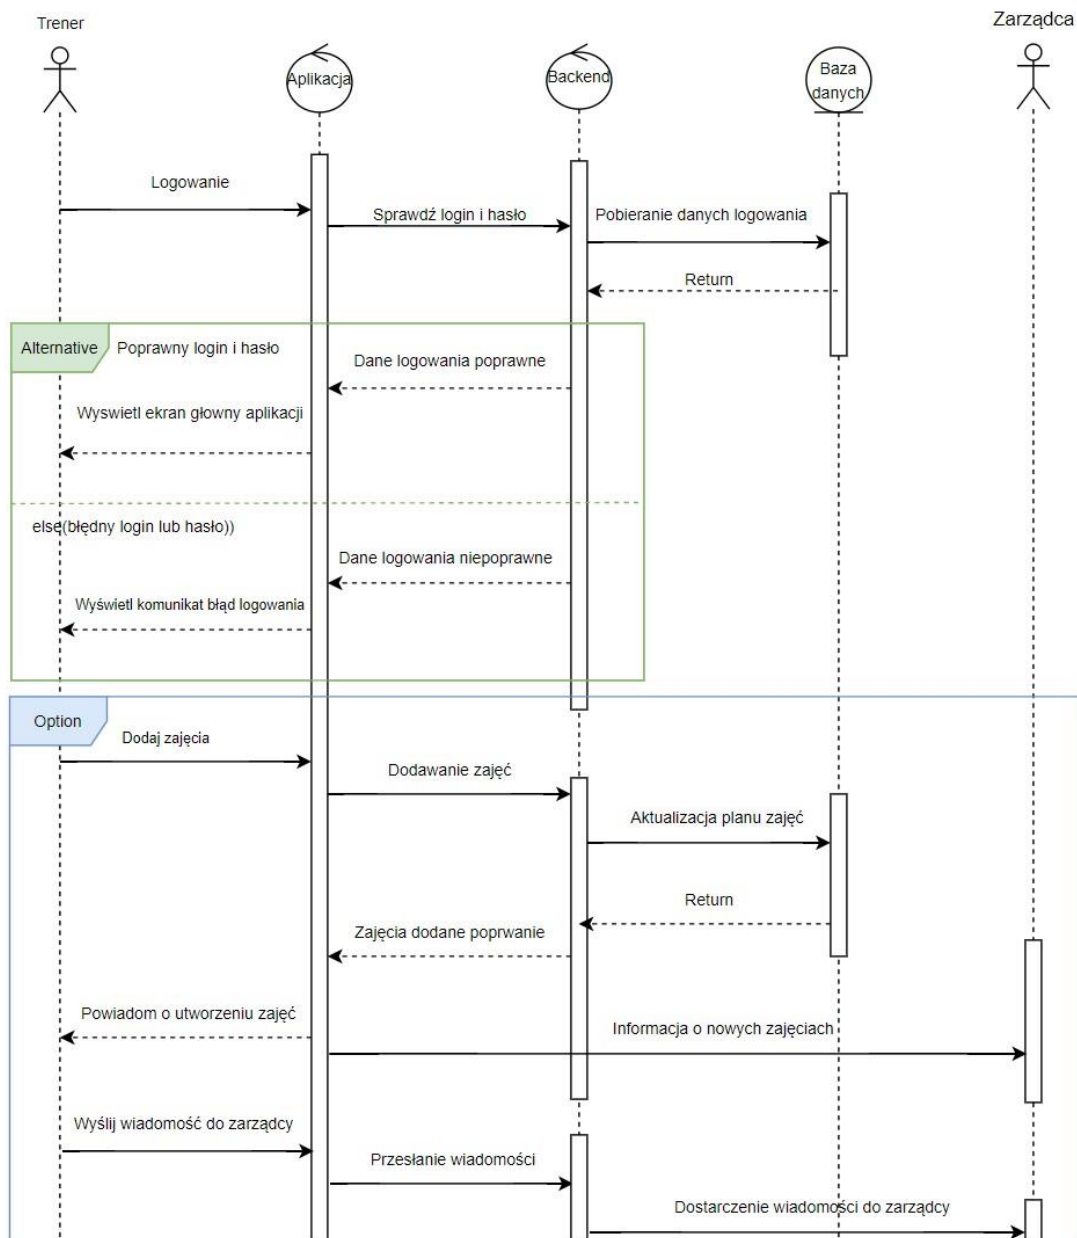 Trener
Zarządca
Aplikacja
Backend
Baza
danych
Logowanie
Sprawdź login i hasło
Pobieranie danych logowania
Return
Alternative
Poprawny login i hasło
Dane logowania poprawne
Wyswietl ekran głowny aplikacji
else(błędny login lub hasło))
Dane logowania niepoprawne
Wyświetl komunikat błąd logowania
Option
Dodaj zajęcia
Dodawanie zajęć
Aktualizacja planu zajęć
Return
Zajęcia dodane poprwanie
Powiadom o utworzeniu zajęć
Informacja o nowych zajęciach
Wyślij wiadomość do zarządcy
Przesłanie wiadomości
Dostarczenie wiadomości do zarządcy